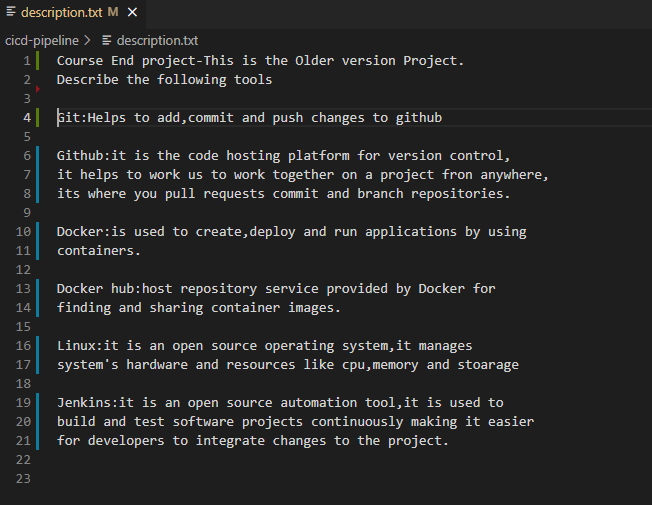 description.txt M ×
cicd-pipeline > description.txt
1 Course End project-This is the Older version Project.
2 Describe the following tools
3
4 Git:Helps to add,commit and push changes to github
5
6 Github:it is the code hosting platform for version control,
7 it helps to work us to work together on a project fron anywhere,
8 its where you pull requests commit and branch repositories.
9
10 Docker:is used to create,deploy and run applications by using
11 containers.
12
13 Docker hub:host repository service provided by Docker for
14 finding and sharing container images.
15
16 Linux:it is an open source operating system,it manages
17 system's hardware and resources like cpu,memory and stoarage
18
19 Jenkins:it is an open source automation tool,it is used to
20 build and test software projects continuously making it easier
21 for developers to integrate changes to the project.
22
23